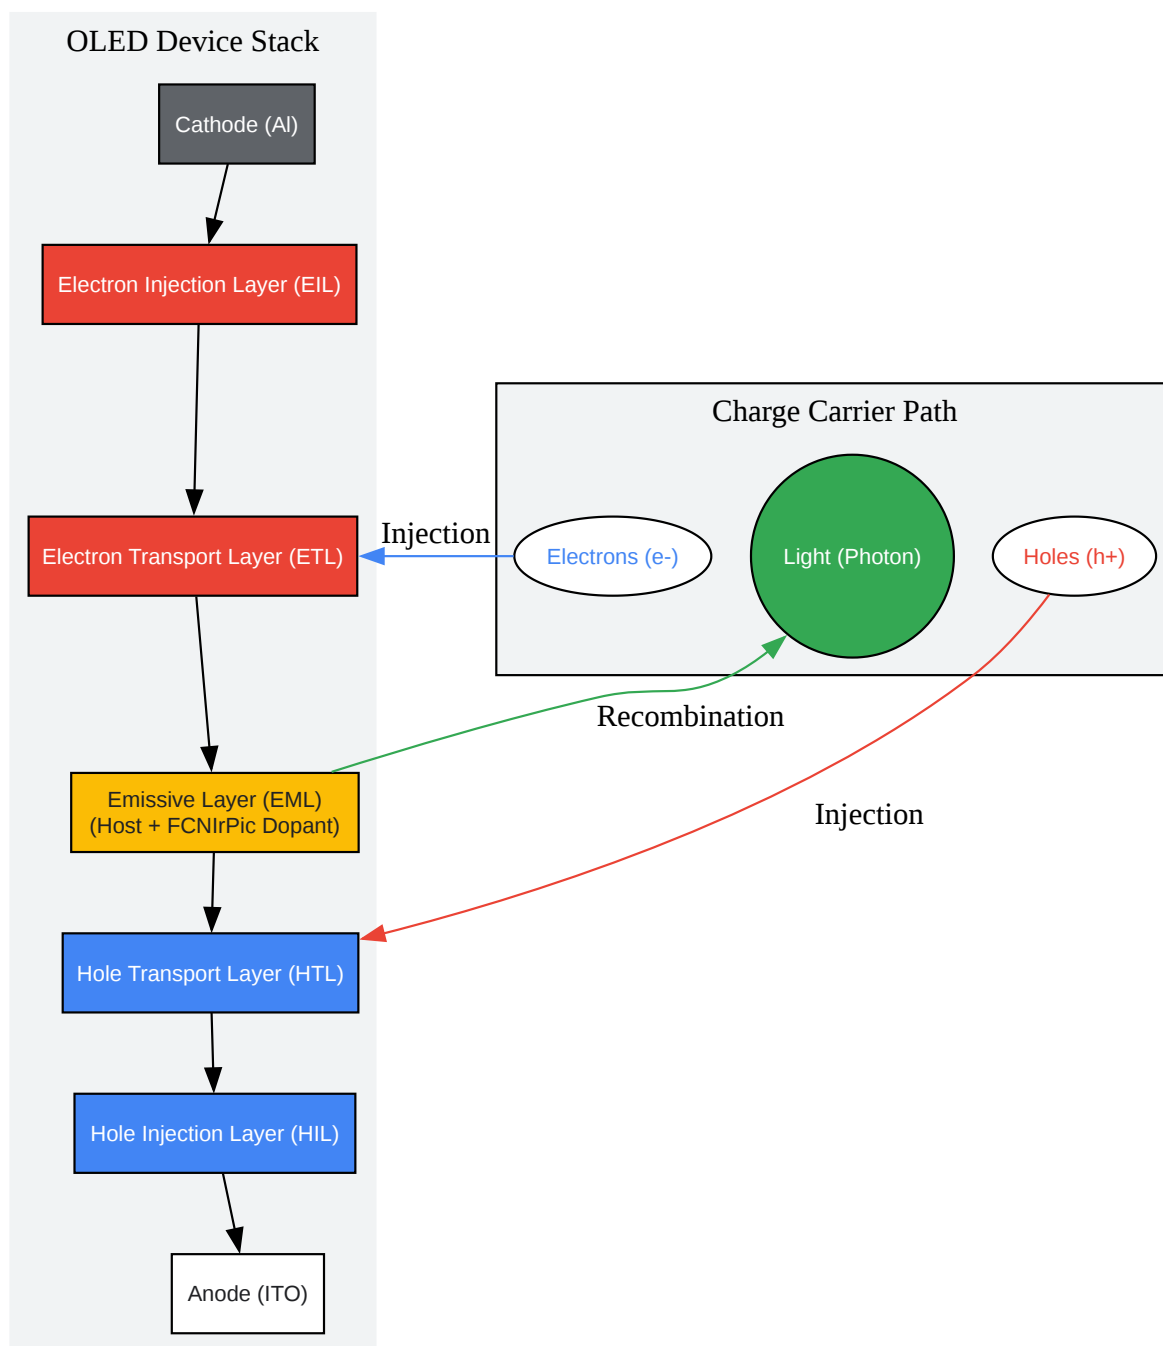 OLED Device Stack
Cathode (Al)
Electron Injection Layer (EIL)
Charge Carrier Path
Injection
Electron Transport Layer (ETL)
Electrons (e-)
Light (Photon)
Holes (h+)
Recombination
Emissive Layer (EML)
(Host + FCNIrPic Dopant)
Injection
Hole Transport Layer (HTL)
Hole Injection Layer (HIL)
Anode (ITO)